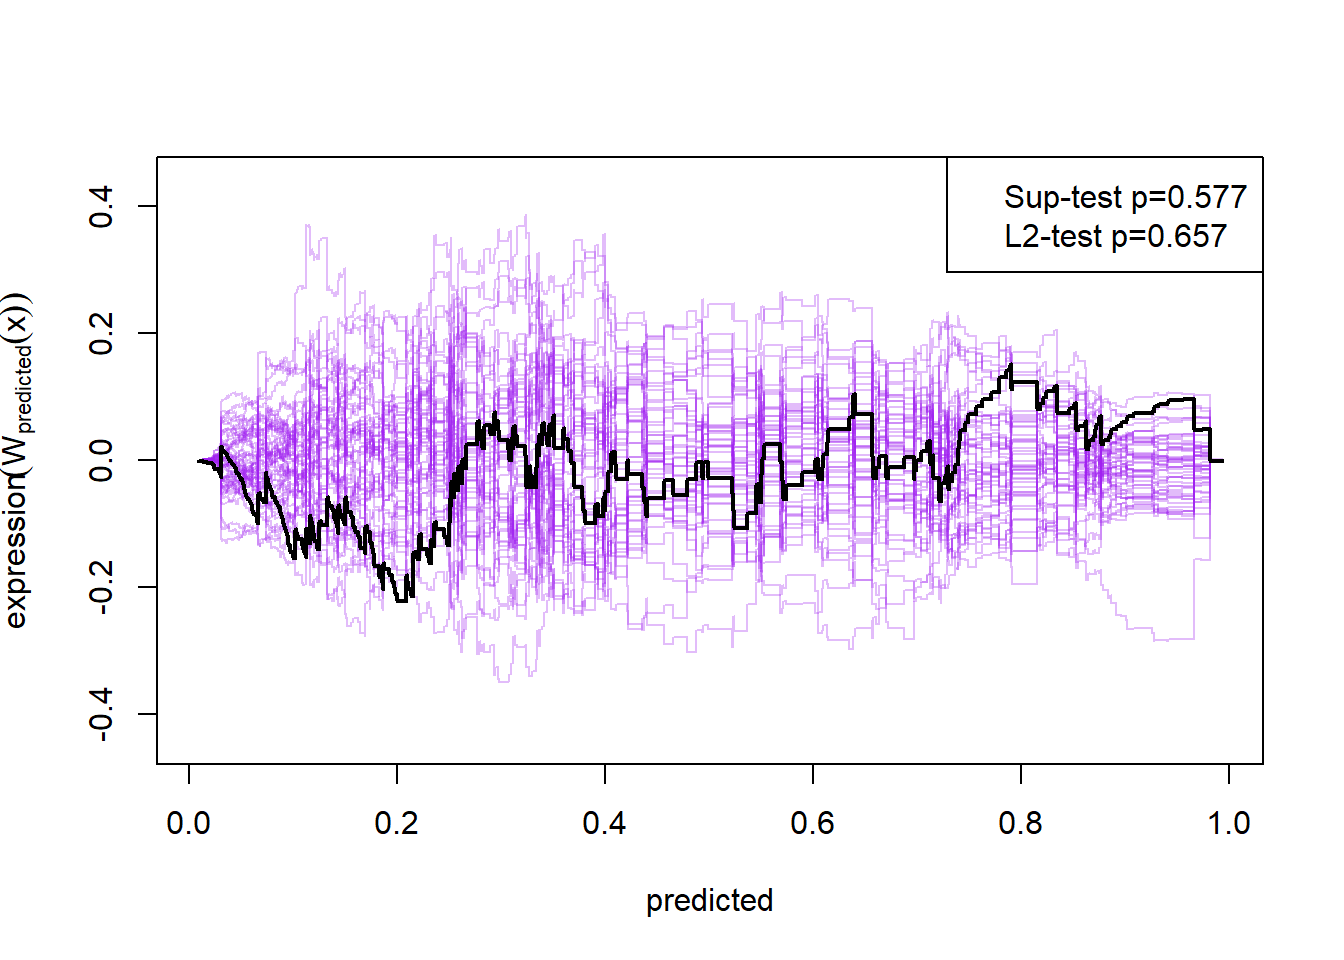 Sup-test p=0.577
L2-test p=0.657
expression(W predicted(x))
0.4
0.2
0.0
-0.2
-0.4
0.0 0.2 0.4 0.6 0.8 1.0
predicted